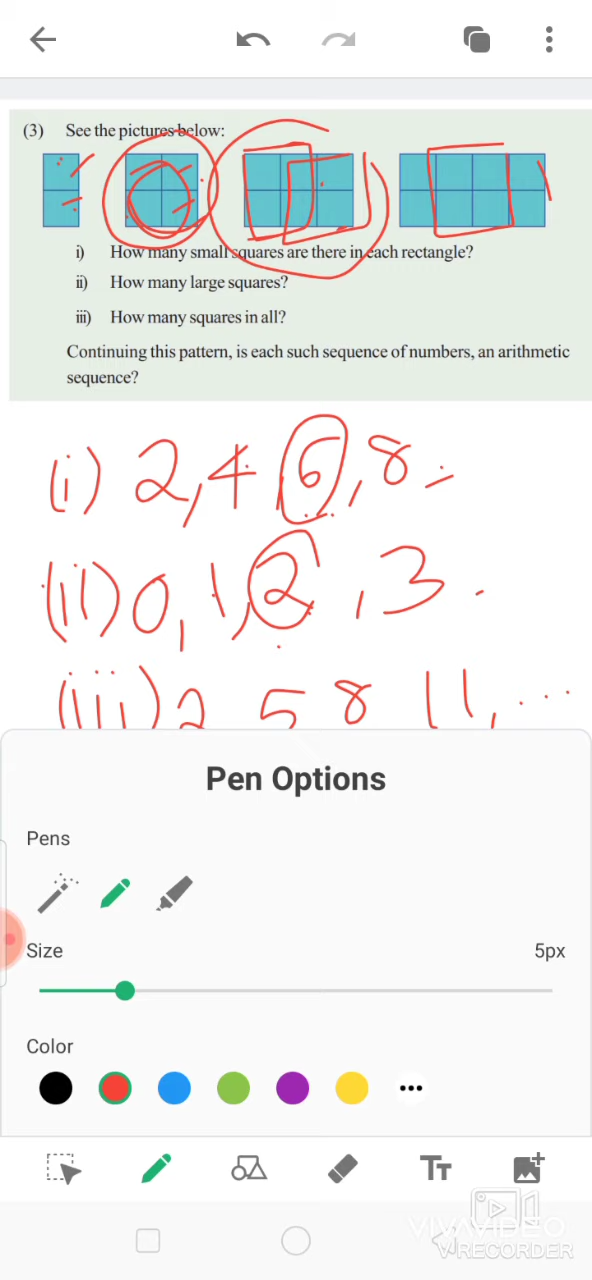 (3) See the pictures below:
i) How many small squares are there in each rectangle?
ii) How many large squares?
iii) How many squares in all?
Continuing this pattern, is each such sequence of numbers, an arithmetic
sequence?
(i) 2, 4, 6, 8 ..
(ii) 0, 1, 2, 3 .
(iii) 2 5 8 11, ...
Pen Options
Pens
Size 5px
Color
TT
VIVAVIDEO
V RECORDER